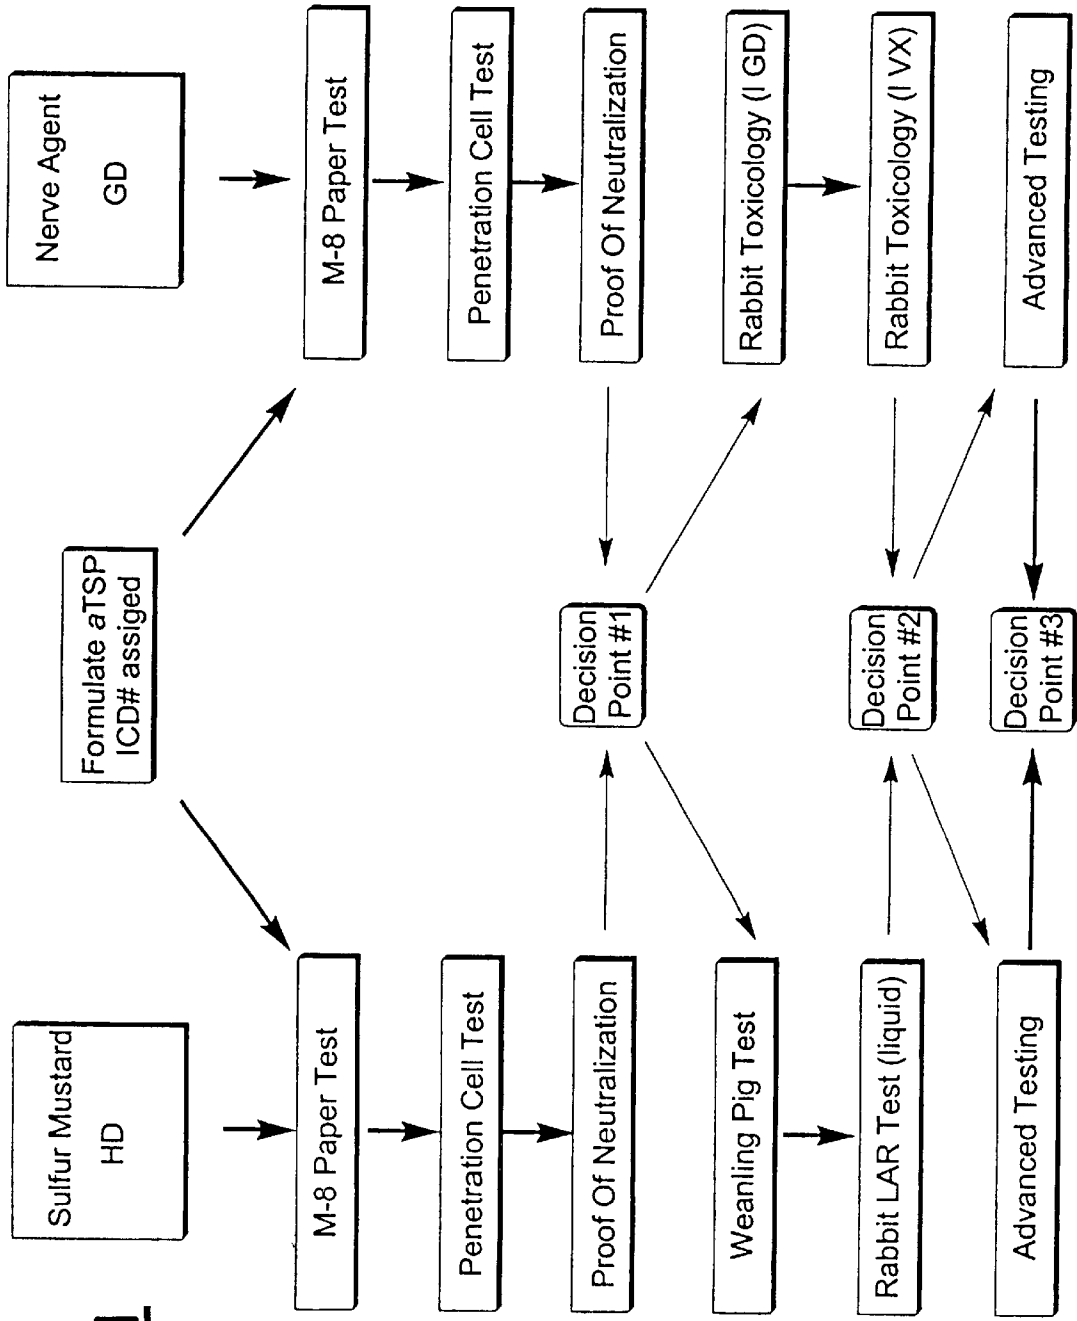 Sulfur Mustard
HD
Formulate aTSP
ICD# assiged
Nerve Agent
GD
M-8 Paper Test
M-8 Paper Test
Penetration Cell Test
Penetration Cell Test
Proof Of Neutralization
Decision
Point #1
Proof Of Neutralization
Weanling Pig Test
Rabbit Toxicology (I GD)
Rabbit LAR Test (liquid)
Decision
Point #2
Rabbit Toxicology (I VX)
Advanced Testing
Decision
Point #3
Advanced Testing